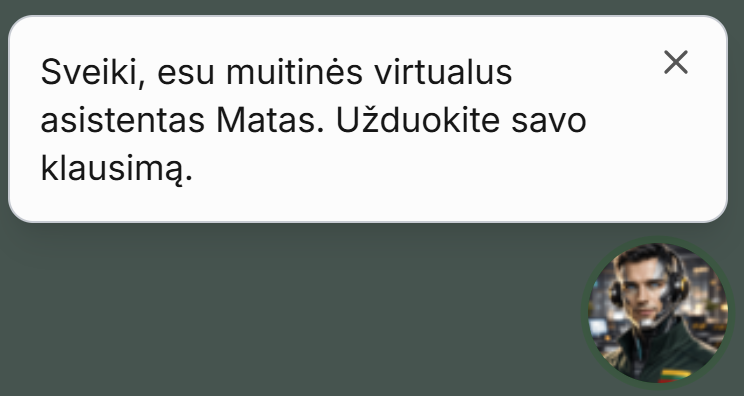 Sveiki, esu muitinės virtualus
asistentas Matas. Užduokite savo
klausimą.